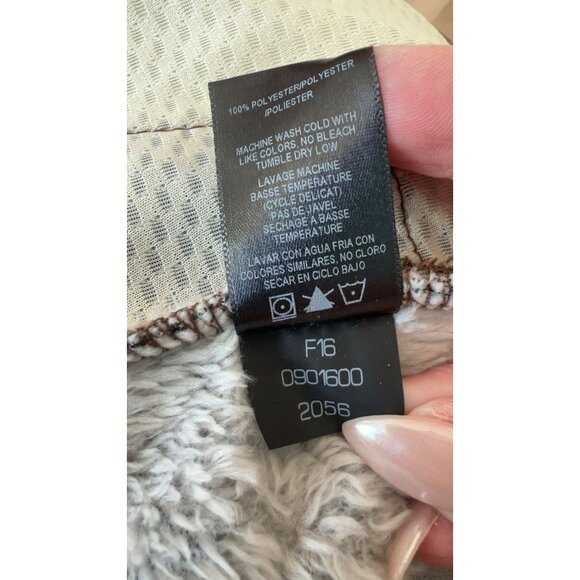 100% POLYESTER/POLYESTER
/POLIESTER
MACHINE WASH COLD WITH
LIKE COLORS, NO BLEACH
TUMBLE DRY LOW
LAVAGE MACHINE
BASSE TEMPERATURE
(CYCLE DELICAT)
PAS DE JAVEL
SECHAGE A BASSE
TEMPERATURE
LAVAR CON AGUA FRIA CON
COLORES SIMILARES, NO CLORO
SECAR EN CICLO BAJO
F16
0901600
2056